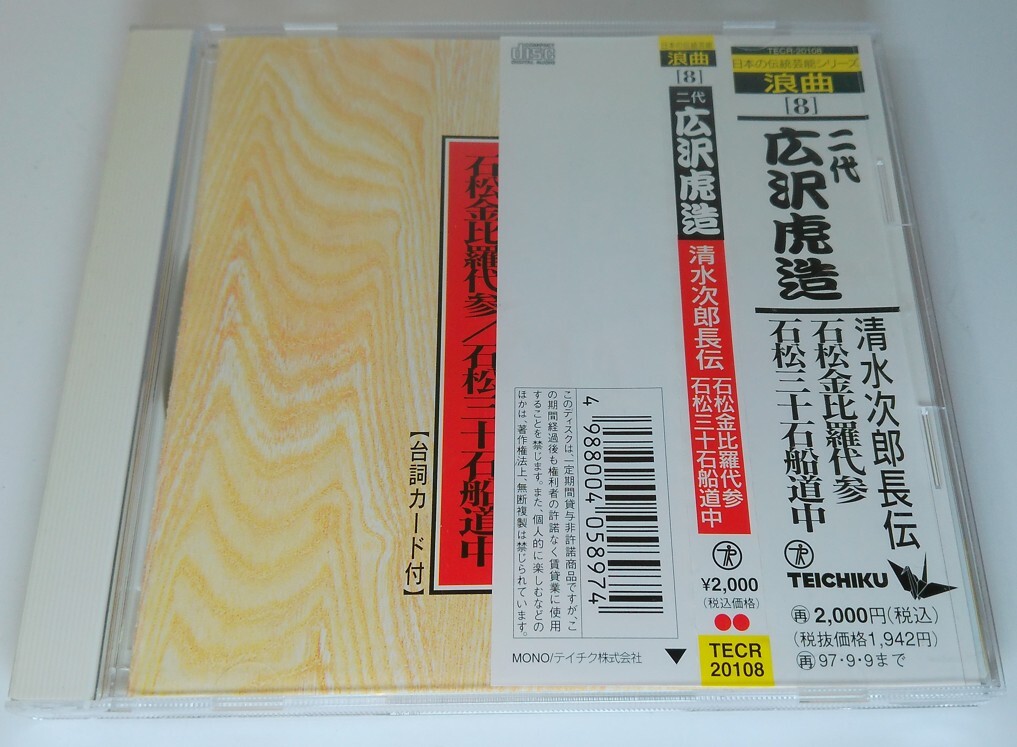 石松金比羅代参/石松三十石船道中
【台詞カード付】
COMPACT
disc
DIGITAL AUDIO
このディスクは、一定期間貸与非許諾商品ですが、こ
の期間経過後も権利者の許諾なく賃貸業に使用
することを禁じます。また、個人的に楽しむなどの
ほかは、著作権法上、無断複製は禁じられています。
4 988004 058974
MONO/テイチク株式会社
日本の伝統芸能
浪曲
[8]
二代
広沢虎造
清水次郎長伝
石松金比羅代参
石松三十石船道中
¥2,000
(税込価格)
TECR
20108
TECR-20108
日本の伝統芸能シリーズ
浪曲
[8]
二代
広沢虎造
清水次郎長伝
石松金比羅代参
石松三十石船道中
TEICHIKU
再 2,000円(税込)
(税抜価格1,942円)
再 97・9・9まで